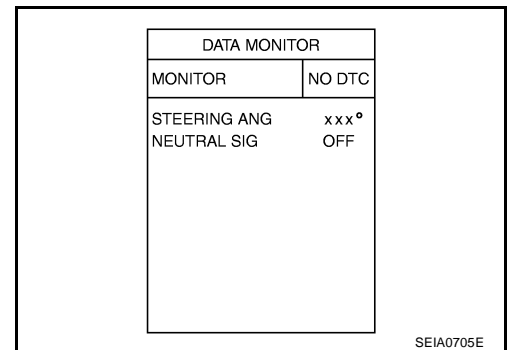 DATA MONITOR
MONITOR NO DTC
STEERING ANG xxx°
NEUTRAL SIG OFF
SEIA0705E